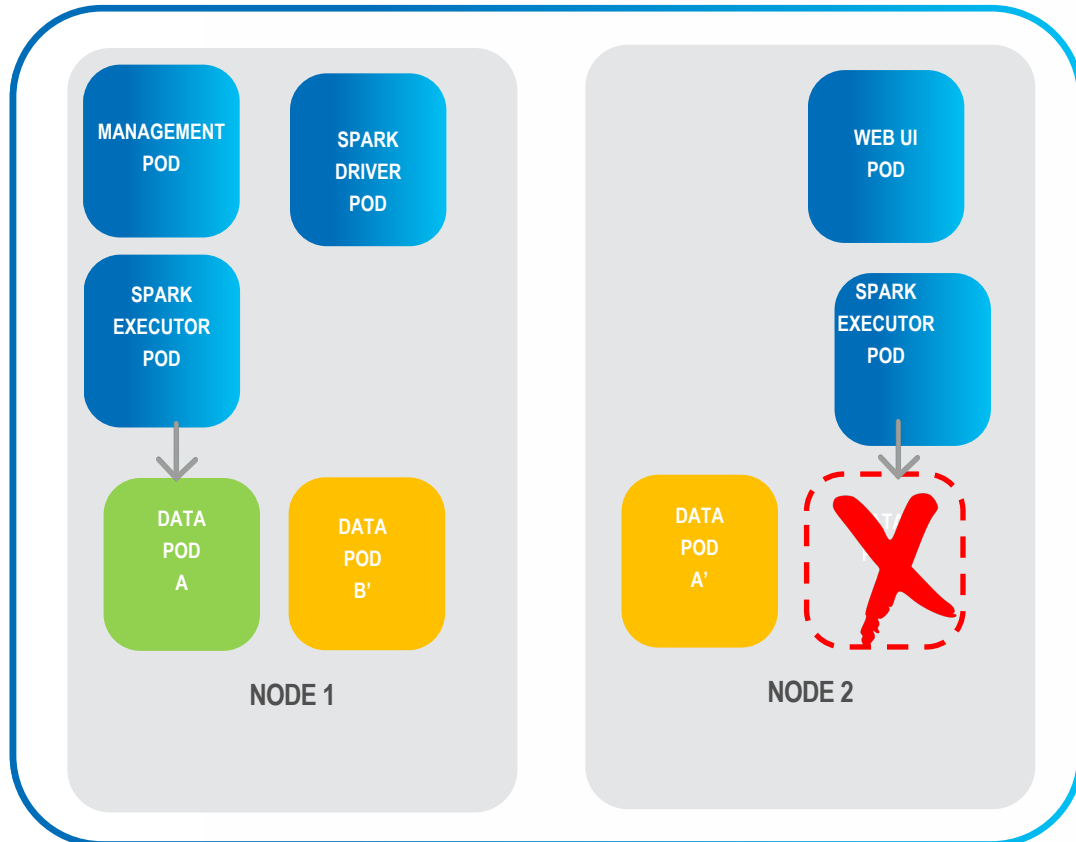 MANAGEMENT
POD
SPARK
DRIVER
POD
SPARK
EXECUTOR
POD
DATA
POD
A
DATA
POD
B’
NODE 1
WEB UI
POD
SPARK
EXECUTOR
POD
DATA
POD
A’
NODE 2